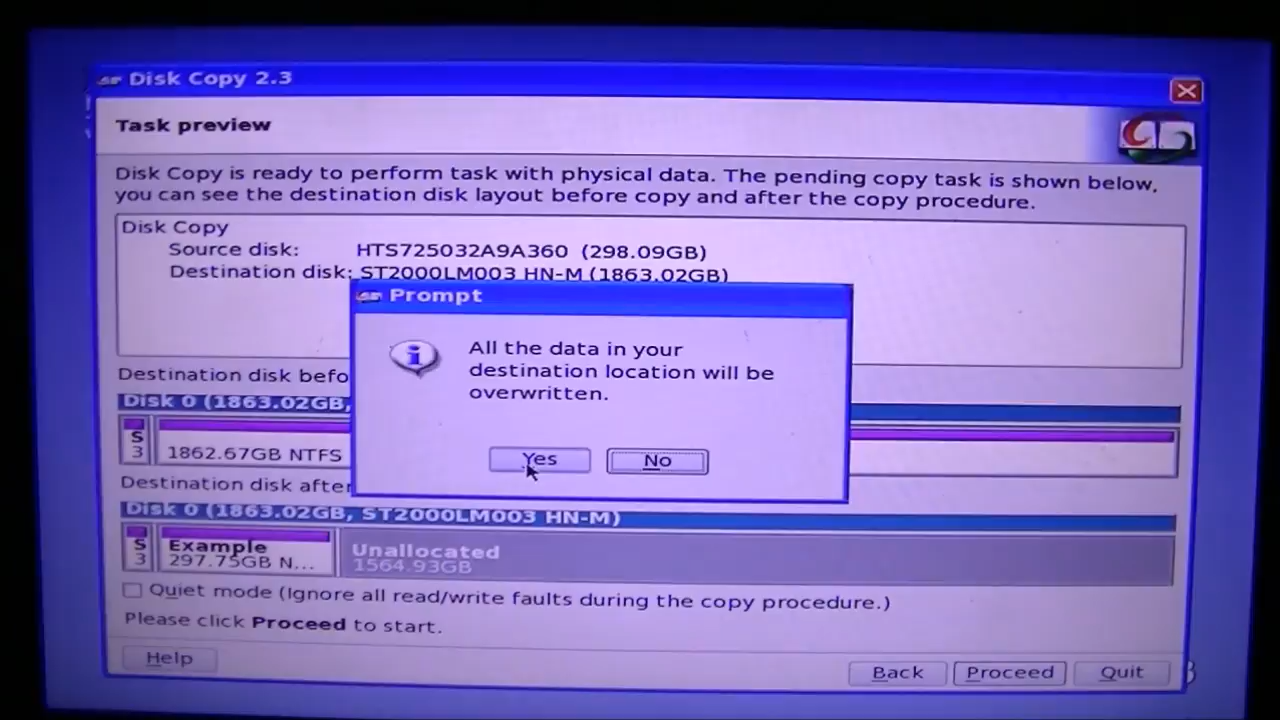 Disk Copy 2.3
Task preview
Disk Copy is ready to perform task with physical data. The pending copy task is shown below,
you can see the destination disk layout before copy and after the copy procedure.
Disk Copy
Source disk: HTS725032A9A360 (298.09GB)
Destination disk: ST2000LM003 HN-M (1863.02GB)
Prompt
All the data in your
destination location will be
overwritten.
Yes No
Destination disk befo
Disk 0 (1863.02GB,
S
3
1862.67GB NTFS
Destination disk after
Disk 0 (1863.02GB, ST2000LM003 HN-M)
S
3
Example
297.75GB N...
Unallocated
1564.93GB
Quiet mode (Ignore all read/write faults during the copy procedure.)
Please click Proceed to start.
Help Back Proceed Quit